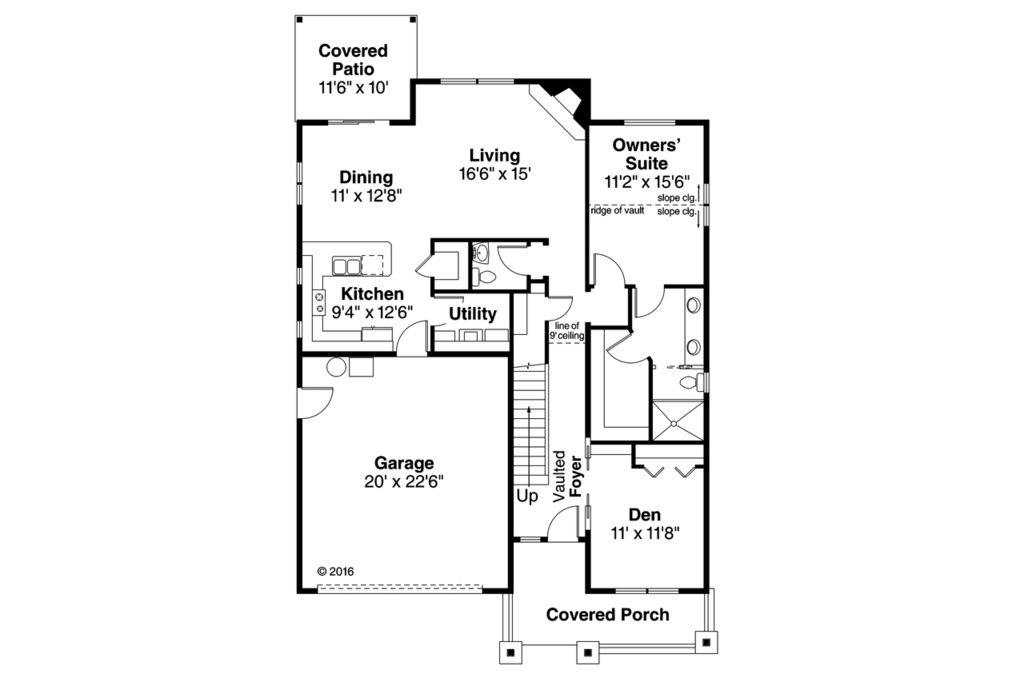 Covered
Patio
11'6" x 10'
Living
16'6" x 15'
Owners'
Suite
11'2" x 15'6"
slope clg.
ridge of vault
slope clg.
Dining
11' x 12'8"
Kitchen
9'4" x 12'6"
Utility
line of
9' ceiling
Garage
20' x 22'6"
Vaulted
Foyer
Up
Den
11' x 11'8"
© 2016
Covered Porch